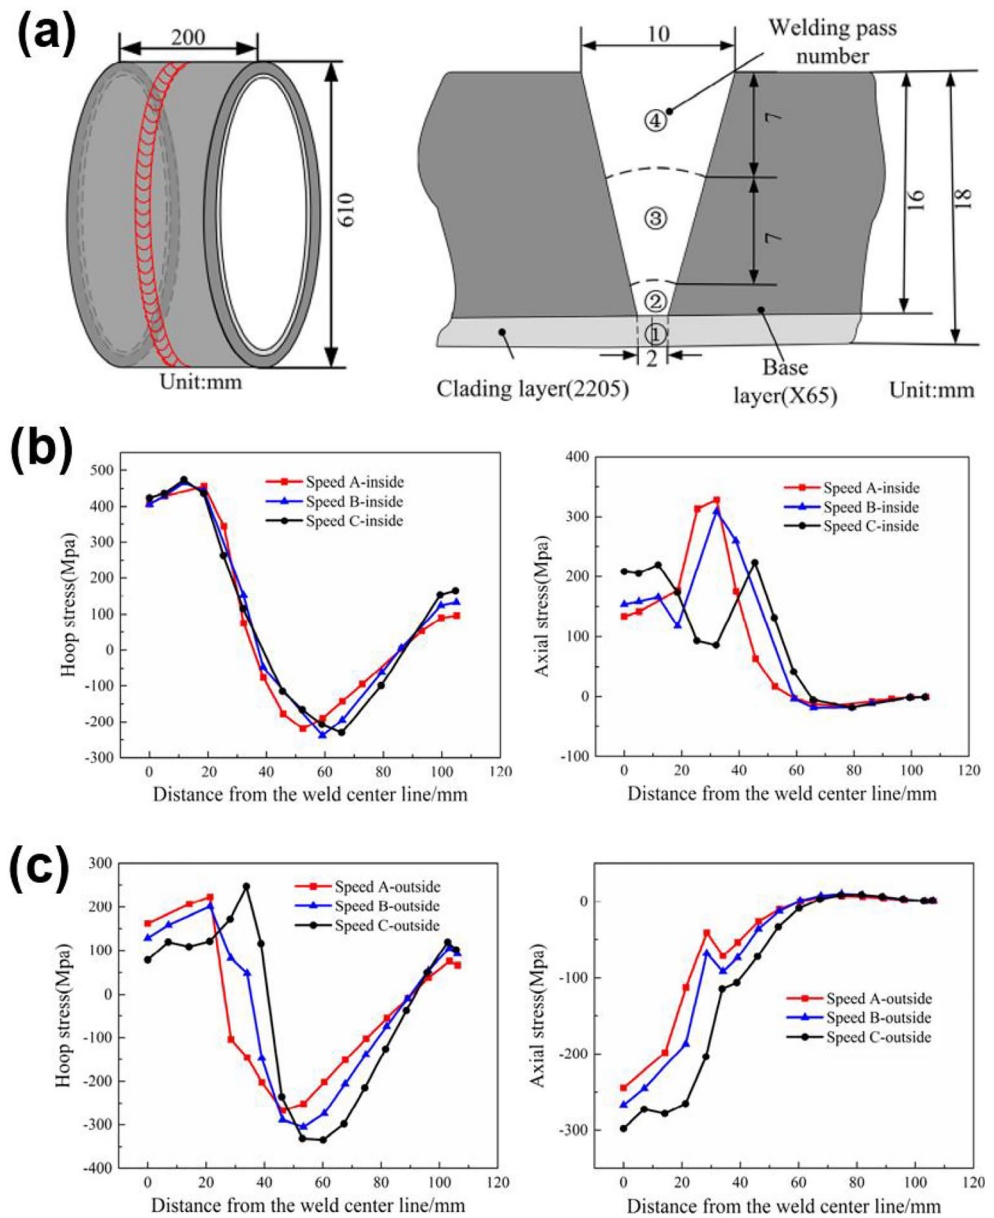 (a)
200
610
Unit:mm
10
Welding pass
number
④
7
③
7
②
①
2
16
18
Clading layer(2205)
Base
layer(X65)
Unit:mm
(b)
500
400
300
200
100
0
-100
-200
-300
0
20
40
60
80
100
120
Hoop stress(Mpa)
Distance from the weld center line/mm
Speed A-inside
Speed B-inside
Speed C-inside
400
300
200
100
0
-100
0
20
40
60
80
100
120
Axial stress(Mpa)
Distance from the weld center line/mm
Speed A-inside
Speed B-inside
Speed C-inside
(c)
300
200
100
0
-100
-200
-300
-400
0
20
40
60
80
100
120
Hoop stress(Mpa)
Distance from the weld center line/mm
Speed A-outside
Speed B-outside
Speed C-outside
0
-100
-200
-300
0
20
40
60
80
100
120
Axial stress(Mpa)
Distance from the weld center line/mm
Speed A-outside
Speed B-outside
Speed C-outside